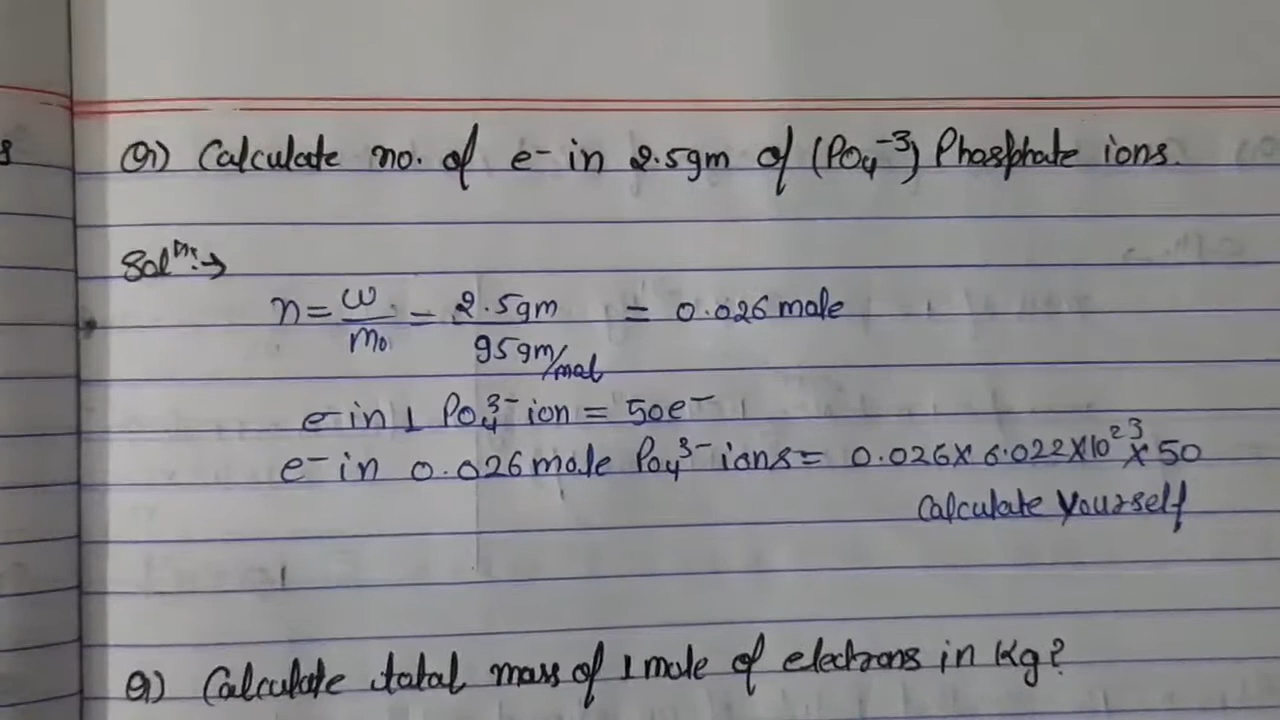 Q) Calculate no. of e- in 2.5gm of (PO4-3) Phosphate ions.
Solⁿ:→
n = ω/m₀ = 2.5gm/95gm/mol = 0.026 mole
e- in 1 PO₄³⁻ ion = 50e⁻
e⁻ in 0.026 mole PO₄³⁻ ions = 0.026 × 6.022 × 10²³ × 50
Calculate yourself
Q) Calculate total mass of 1 mole of electrons in Kg?